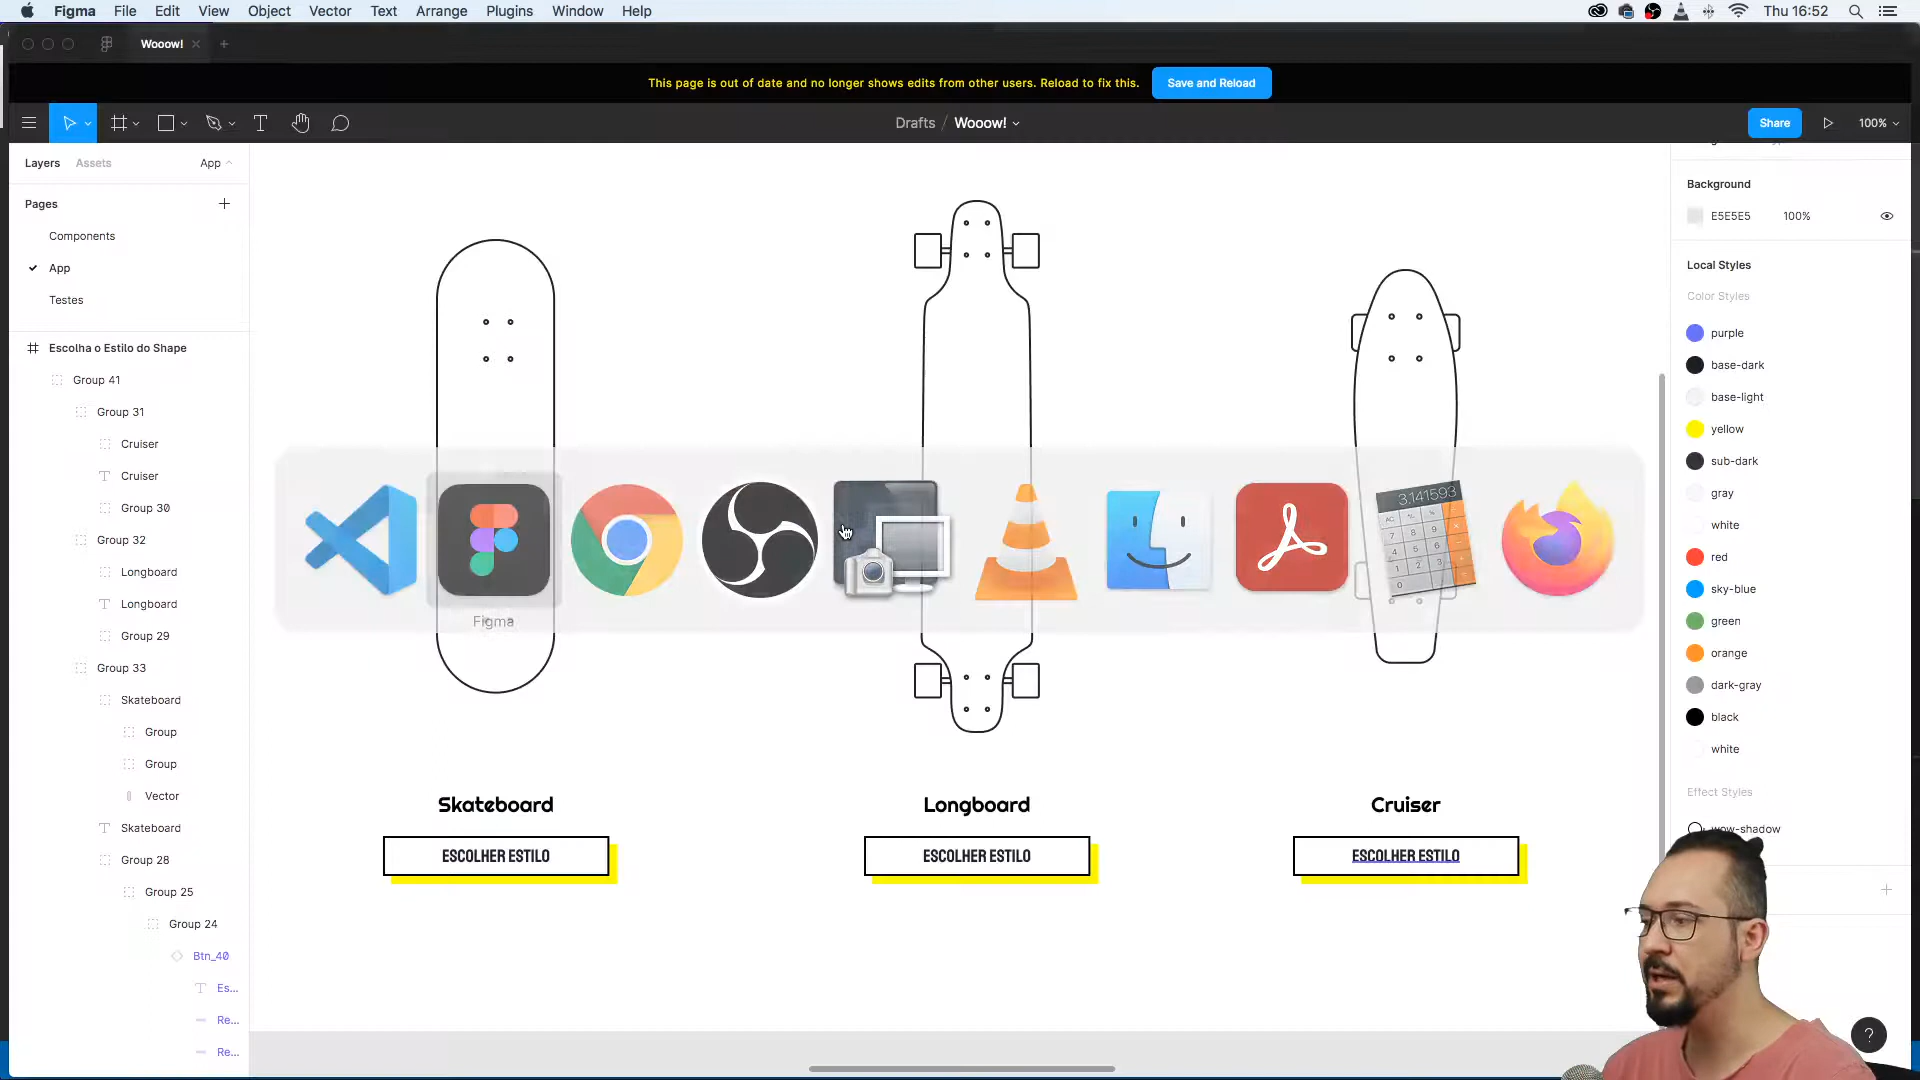 Figma File Edit View Object Vector Text Arrange Plugins Window Help
Thu 16:52
Wooow!
This page is out of date and no longer shows edits from other users. Reload to fix this.
Save and Reload
Drafts / Wooow!
Share
100%
Layers Assets
App
Pages
Components
App
Testes
Escolha o Estilo do Shape
Group 41
Group 31
Cruiser
Cruiser
Group 30
Group 32
Longboard
Longboard
Group 29
Group 33
Skateboard
Group
Group
Vector
Skateboard
Group 28
Group 25
Group 24
Btn_40
Es...
Re...
Re...
3.141593
Figma
Skateboard
ESCOLHER ESTILO
Longboard
ESCOLHER ESTILO
Cruiser
ESCOLHER ESTILO
Background
E5E5E5 100%
Local Styles
Color Styles
purple
base-dark
base-light
yellow
sub-dark
gray
white
red
sky-blue
green
orange
dark-gray
black
white
Effect Styles
wow-shadow
?